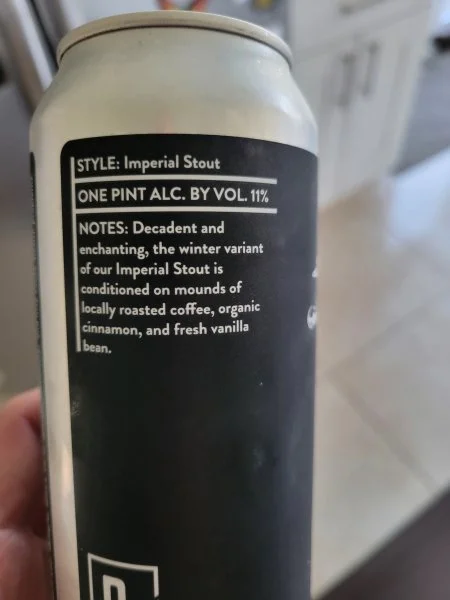 STYLE: Imperial Stout
ONE PINT ALC. BY VOL. 11%
NOTES: Decadent and
enchanting, the winter variant
of our Imperial Stout is
conditioned on mounds of
locally roasted coffee, organic
cinnamon, and fresh vanilla
bean.